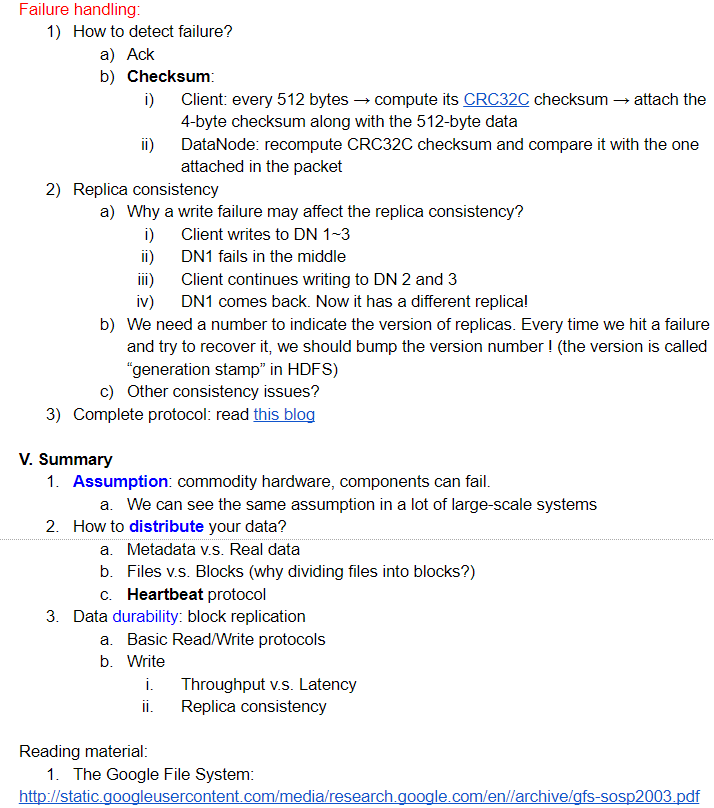 Failure handling:
1) How to detect failure?
a) Ack
b) Checksum:
i) Client: every 512 bytes → compute its CRC32C checksum → attach the
4-byte checksum along with the 512-byte data
ii) DataNode: recompute CRC32C checksum and compare it with the one
attached in the packet
2) Replica consistency
a) Why a write failure may affect the replica consistency?
i) Client writes to DN 1~3
ii) DN1 fails in the middle
iii) Client continues writing to DN 2 and 3
iv) DN1 comes back. Now it has a different replica!
b) We need a number to indicate the version of replicas. Every time we hit a failure
and try to recover it, we should bump the version number ! (the version is called
“generation stamp” in HDFS)
c) Other consistency issues?
3) Complete protocol: read this blog
V. Summary
1. Assumption: commodity hardware, components can fail.
a. We can see the same assumption in a lot of large-scale systems
2. How to distribute your data?
a. Metadata v.s. Real data
b. Files v.s. Blocks (why dividing files into blocks?)
c. Heartbeat protocol
3. Data durability: block replication
a. Basic Read/Write protocols
b. Write
i. Throughput v.s. Latency
ii. Replica consistency
Reading material:
1. The Google File System:
http://static.googleusercontent.com/media/research.google.com/en//archive/gfs-sosp2003.pdf